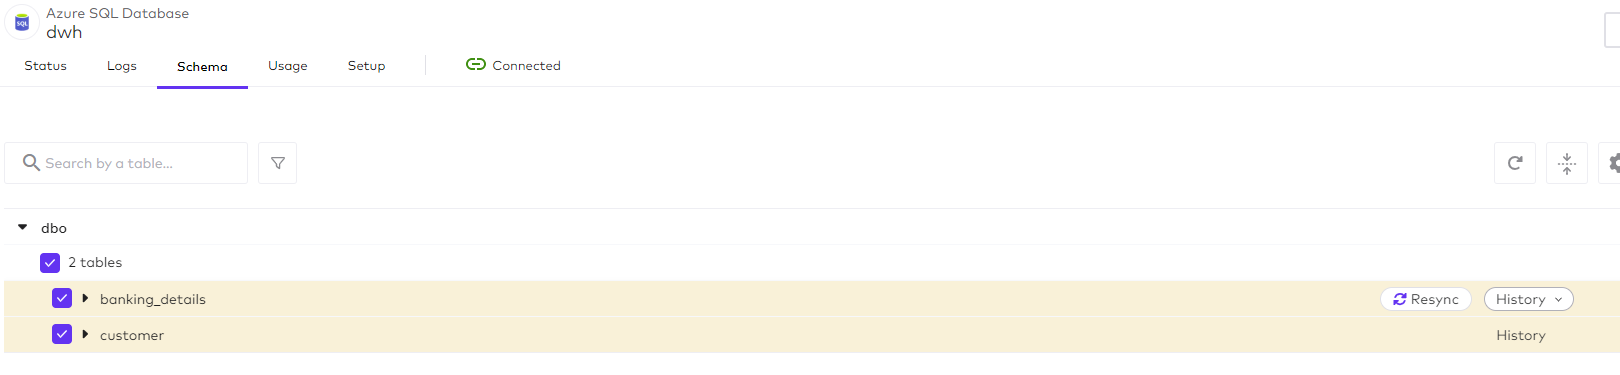 SQL
Azure SQL Database
dwh
Status Logs Schema Usage Setup Connected
Search by a table...
dbo
2 tables
banking_details Resync History
customer History